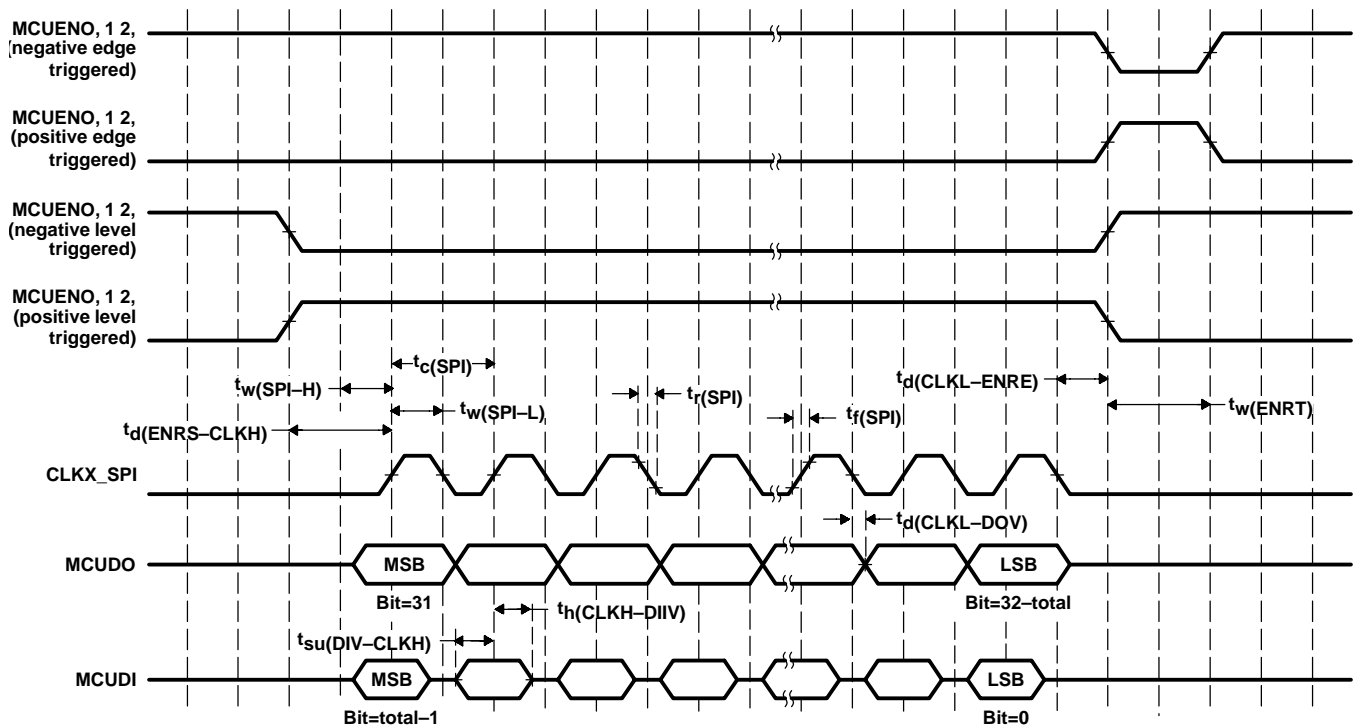 MCUENO, 1 2,
(negative edge
triggered)
MCUENO, 1 2,
(positive edge
triggered)
MCUENO, 1 2,
(negative level
triggered)
MCUENO, 1 2,
(positive level
triggered)
tc(SPI)
tw(SPI–H)
tw(SPI–L)
tr(SPI)
tf(SPI)
td(CLKL–ENRE)
tw(ENRT)
td(ENRS–CLKH)
CLKX_SPI
td(CLKL–DOV)
MCUDO
MSB
LSB
Bit=31
Bit=32–total
th(CLKH–DIIV)
tsu(DIV–CLKH)
MCUDI
MSB
LSB
Bit=total–1
Bit=0